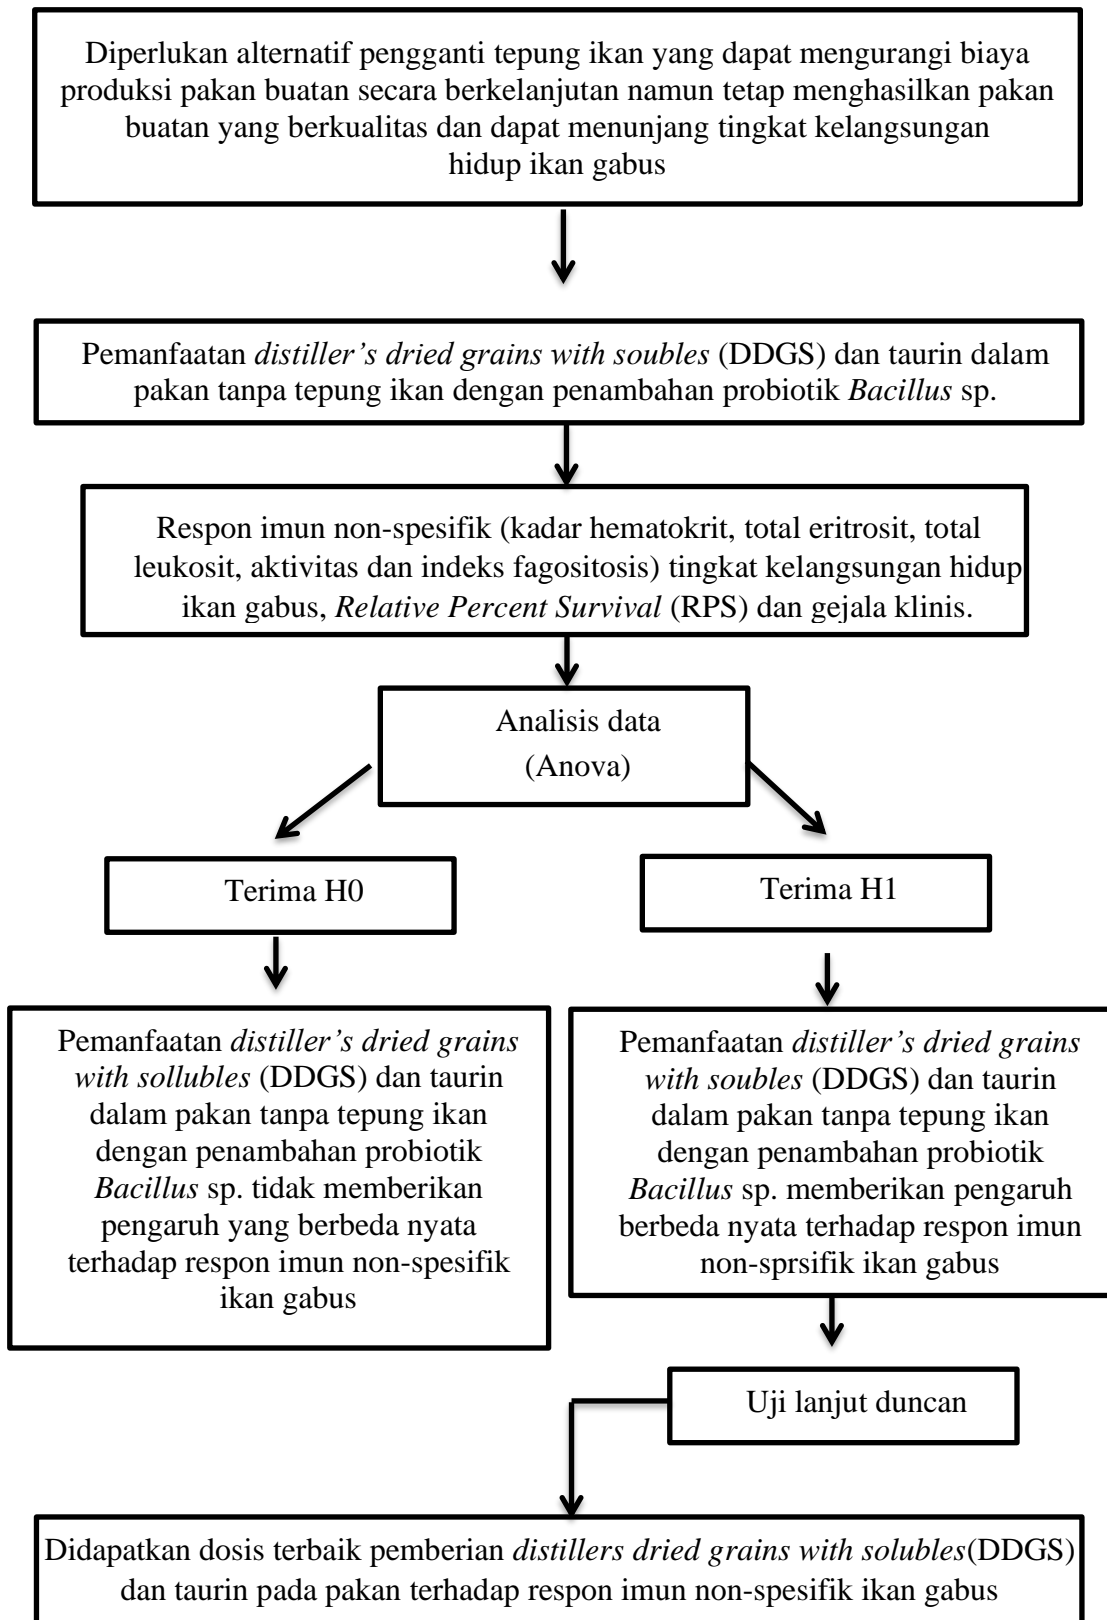 Diperlukan alternatif pengganti tepung ikan yang dapat mengurangi biaya
produksi pakan buatan secara berkelanjutan namun tetap menghasilkan pakan
buatan yang berkualitas dan dapat menunjang tingkat kelangsungan
hidup ikan gabus
Pemanfaatan distiller’s dried grains with soubles (DDGS) dan taurin dalam
pakan tanpa tepung ikan dengan penambahan probiotik Bacillus sp.
Respon imun non-spesifik (kadar hematokrit, total eritrosit, total
leukosit, aktivitas dan indeks fagositosis) tingkat kelangsungan hidup
ikan gabus, Relative Percent Survival (RPS) dan gejala klinis.
Analisis data
(Anova)
Terima H0
Terima H1
Pemanfaatan distiller’s dried grains
with sollubles (DDGS) dan taurin
dalam pakan tanpa tepung ikan
dengan penambahan probiotik
Bacillus sp. tidak memberikan
pengaruh yang berbeda nyata
terhadap respon imun non-spesifik
ikan gabus
Pemanfaatan distiller’s dried grains
with soubles (DDGS) dan taurin
dalam pakan tanpa tepung ikan
dengan penambahan probiotik
Bacillus sp. memberikan pengaruh
berbeda nyata terhadap respon imun
non-sprsifik ikan gabus
Uji lanjut duncan
Didapatkan dosis terbaik pemberian distillers dried grains with solubles(DDGS)
dan taurin pada pakan terhadap respon imun non-spesifik ikan gabus